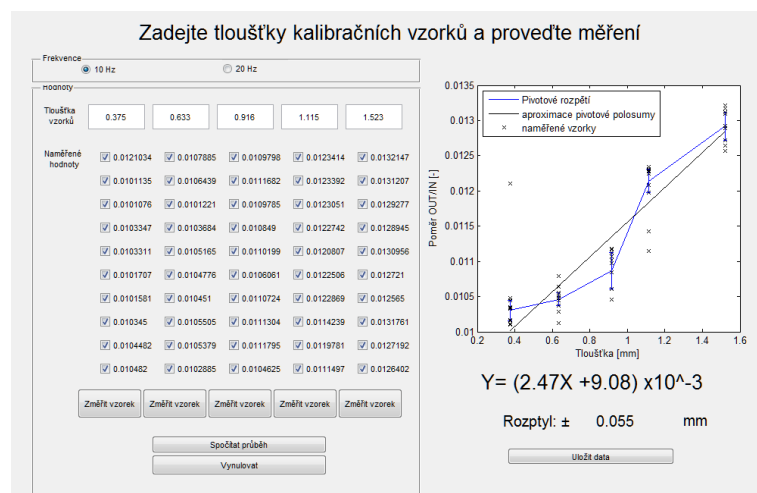 Zadejte tloušťky kalibračních vzorků a proveďte měření
Frekvence
10 Hz 20 Hz
Hodnoty
Tloušťka
vzorků
0.375 0.633 0.916 1.115 1.523
Naměřené
hodnoty
0.0121034 0.0107885 0.0109798 0.0123414 0.0132147
0.0101135 0.0106439 0.0111682 0.0123392 0.0131207
0.0101076 0.0101221 0.0109785 0.0123051 0.0129277
0.0103347 0.0103684 0.010849 0.0122742 0.0128945
0.0103311 0.0105165 0.0110199 0.0120807 0.0130956
0.0101707 0.0104776 0.0106061 0.0122506 0.012721
0.0101581 0.010451 0.0110724 0.0122869 0.012565
0.010345 0.0105505 0.0111304 0.0114239 0.0131761
0.0104482 0.0105379 0.0111795 0.0119781 0.0127192
0.010482 0.0102885 0.0104625 0.0111497 0.0126402
Změřit vzorek Změřit vzorek Změřit vzorek Změřit vzorek Změřit vzorek
Spočítat průběh
Vynulovat
Pivotové rozpětí
aproximace pivotové polosumy
naměřené vzorky
0.0135
0.013
0.0125
0.012
0.0115
0.011
0.0105
0.01
Poměr OUT/IN [-]
0.2 0.4 0.6 0.8 1 1.2 1.4 1.6
Tloušťka [mm]
Y= (2.47X +9.08) x10^-3
Rozptyl: ± 0.055 mm
Uložit data